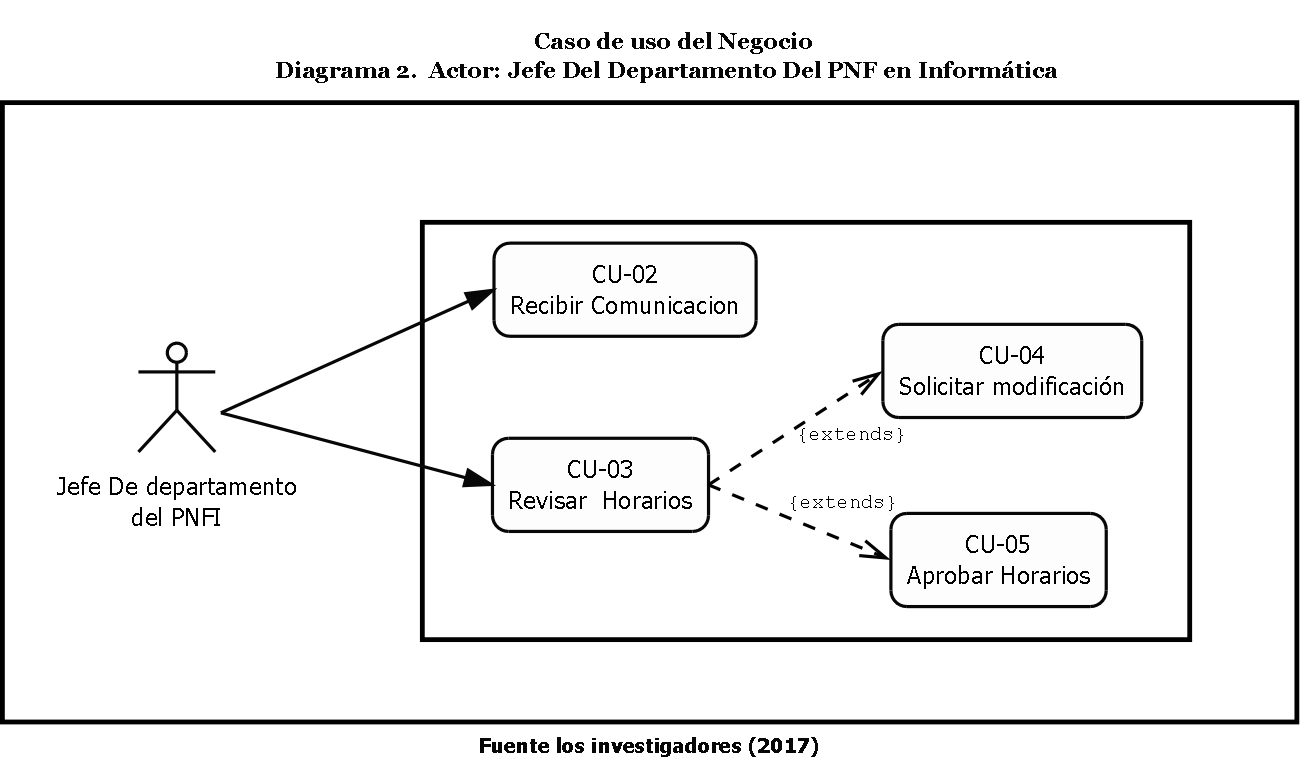 Caso de uso del Negocio
Diagrama 2. Actor: Jefe Del Departamento Del PNF en Informática
CU-02
Recibir Comunicacion
CU-04
Solicitar modificación
{extends}
CU-03
Revisar Horarios
{extends}
Jefe De departamento
del PNFI
CU-05
Aprobar Horarios
Fuente los investigadores (2017)